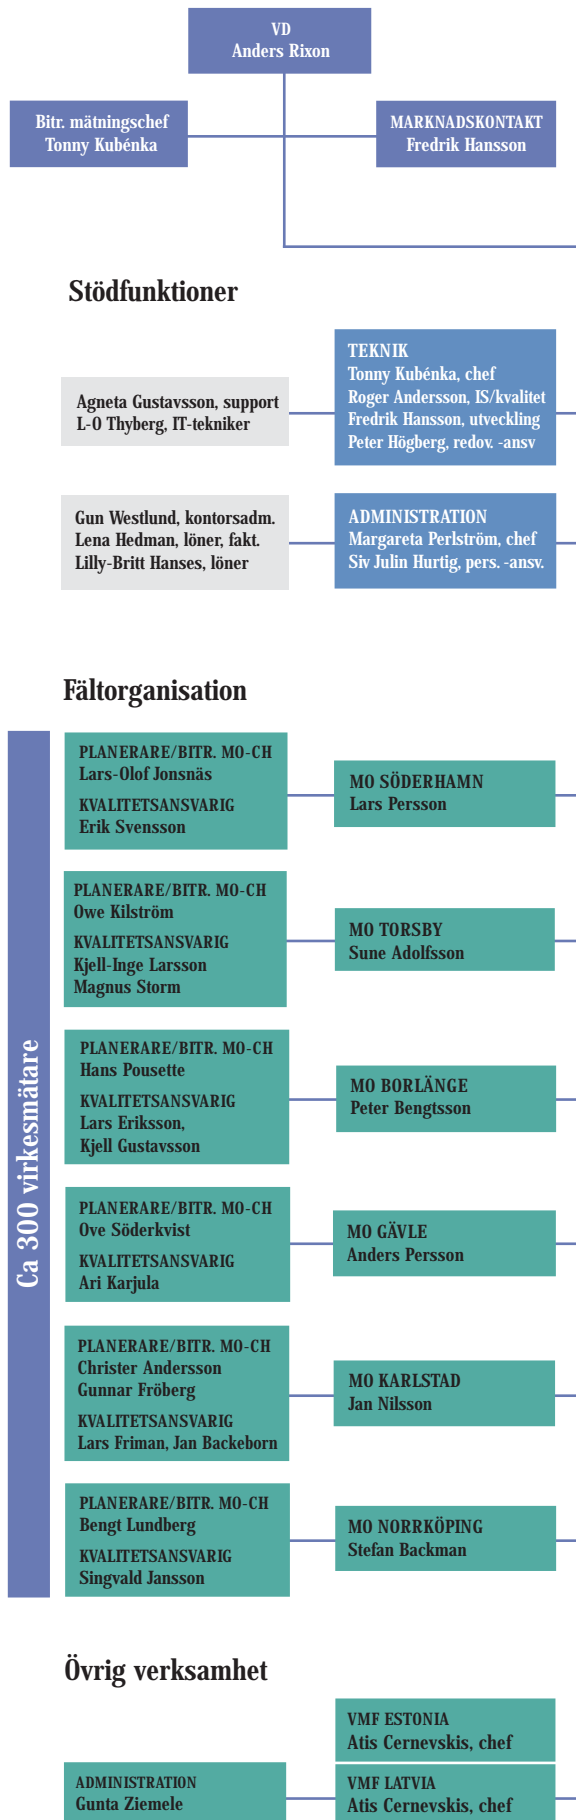 VD
Anders Rixon
Bitr. mätningschef
Tonny Kubénka
MARKNADSKONTAKT
Fredrik Hansson
Stödfunktioner
Agneta Gustavsson, support
L-O Thyberg, IT-tekniker
TEKNIK
Tonny Kubénka, chef
Roger Andersson, IS/kvalitet
Fredrik Hansson, utveckling
Peter Högberg, redov. -ansv
Gun Westlund, kontorsadm.
Lena Hedman, löner, fakt.
Lilly-Britt Hanses, löner
ADMINISTRATION
Margareta Perlström, chef
Siv Julin Hurtig, pers. -ansv.
Fältorganisation
Ca 300 virkesmätare
PLANERARE/BITR. MO-CH
Lars-Olof Jonsnäs
KVALITETSANSVARIG
Erik Svensson
MO SÖDERHAMN
Lars Persson
PLANERARE/BITR. MO-CH
Owe Kilström
KVALITETSANSVARIG
Kjell-Inge Larsson
Magnus Storm
MO TORSBY
Sune Adolfsson
PLANERARE/BITR. MO-CH
Hans Pousette
KVALITETSANSVARIG
Lars Eriksson,
Kjell Gustavsson
MO BORLÄNGE
Peter Bengtsson
PLANERARE/BITR. MO-CH
Ove Söderkvist
KVALITETSANSVARIG
Ari Karjula
MO GÄVLE
Anders Persson
PLANERARE/BITR. MO-CH
Christer Andersson
Gunnar Fröberg
KVALITETSANSVARIG
Lars Friman, Jan Backeborn
MO KARLSTAD
Jan Nilsson
PLANERARE/BITR. MO-CH
Bengt Lundberg
KVALITETSANSVARIG
Singvald Jansson
MO NORRKÖPING
Stefan Backman
Övrig verksamhet
VMF ESTONIA
Atis Cernevskis, chef
ADMINISTRATION
Gunta Ziemele
VMF LATVIA
Atis Cernevskis, chef